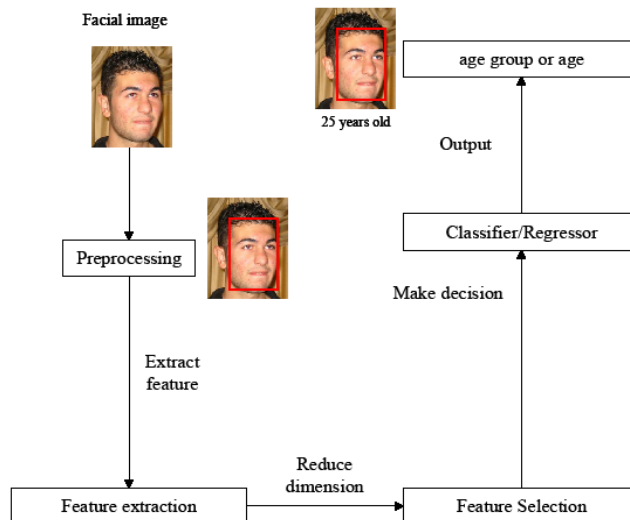 Facial image
25 years old
age group or age
Output
Preprocessing
Classifier/Regressor
Make decision
Extract
feature
Reduce
dimension
Feature extraction
Feature Selection